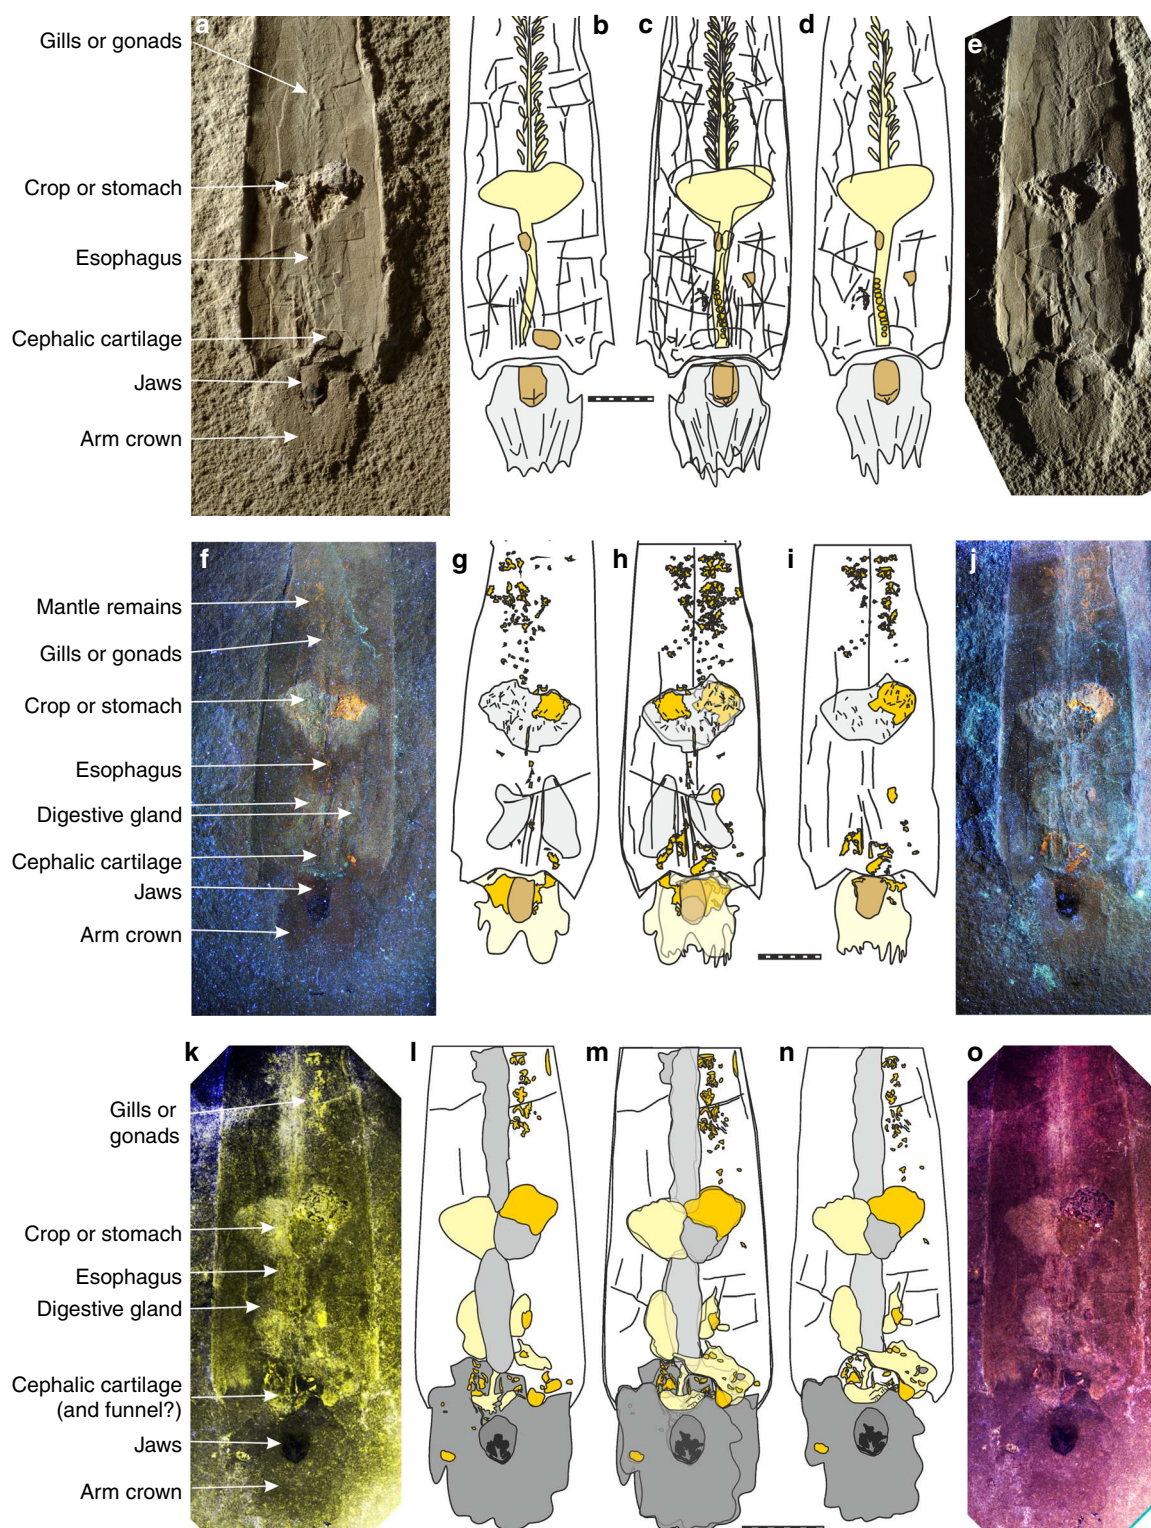 a
b
c
d
e
Gills or gonads
Crop or stomach
Esophagus
Cephalic cartilage
Jaws
Arm crown
f
g
h
i
j
Mantle remains
Gills or gonads
Crop or stomach
Esophagus
Digestive gland
Cephalic cartilage
Jaws
Arm crown
k
l
m
n
o
Gills or
gonads
Crop or stomach
Esophagus
Digestive gland
Cephalic cartilage
(and funnel?)
Jaws
Arm crown